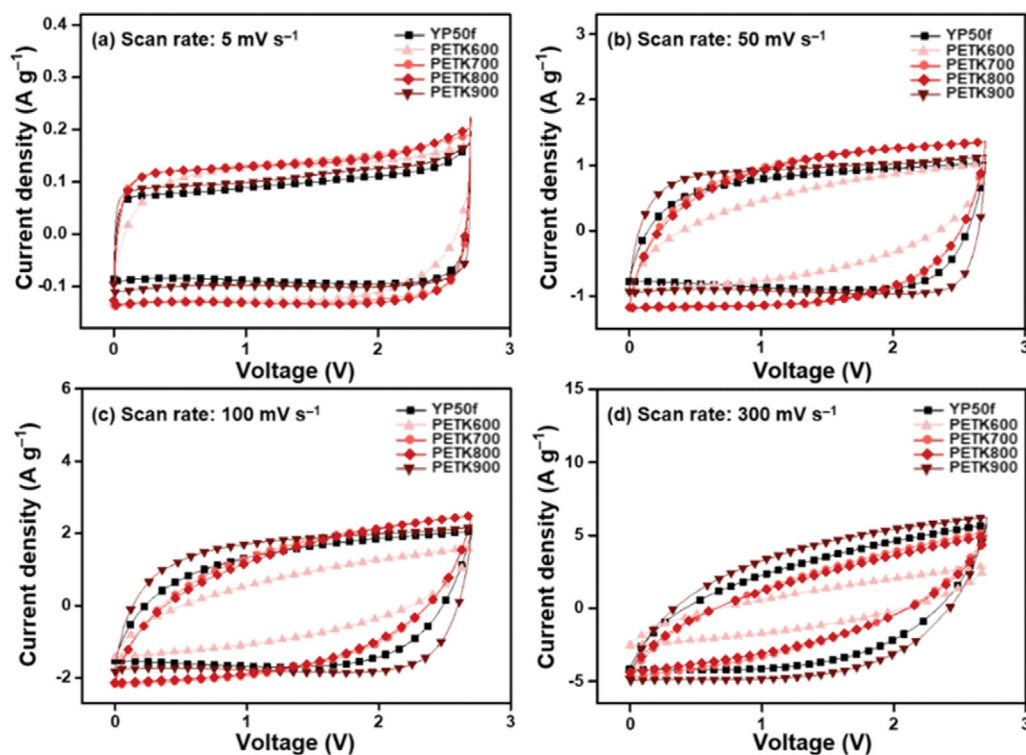 (a) Scan rate: 5 mV s⁻¹
YP50f
PETK600
PETK700
PETK800
PETK900
Current density (A g⁻¹)
0.4
0.3
0.2
0.1
0.0
-0.1
0
1
2
3
Voltage (V)
(b) Scan rate: 50 mV s⁻¹
YP50f
PETK600
PETK700
PETK800
PETK900
Current density (A g⁻¹)
3
2
1
0
-1
0
1
2
3
Voltage (V)
(c) Scan rate: 100 mV s⁻¹
YP50f
PETK600
PETK700
PETK800
PETK900
Current density (A g⁻¹)
6
4
2
0
-2
0
1
2
3
Voltage (V)
(d) Scan rate: 300 mV s⁻¹
YP50f
PETK600
PETK700
PETK800
PETK900
Current density (A g⁻¹)
15
10
5
0
-5
0
1
2
3
Voltage (V)